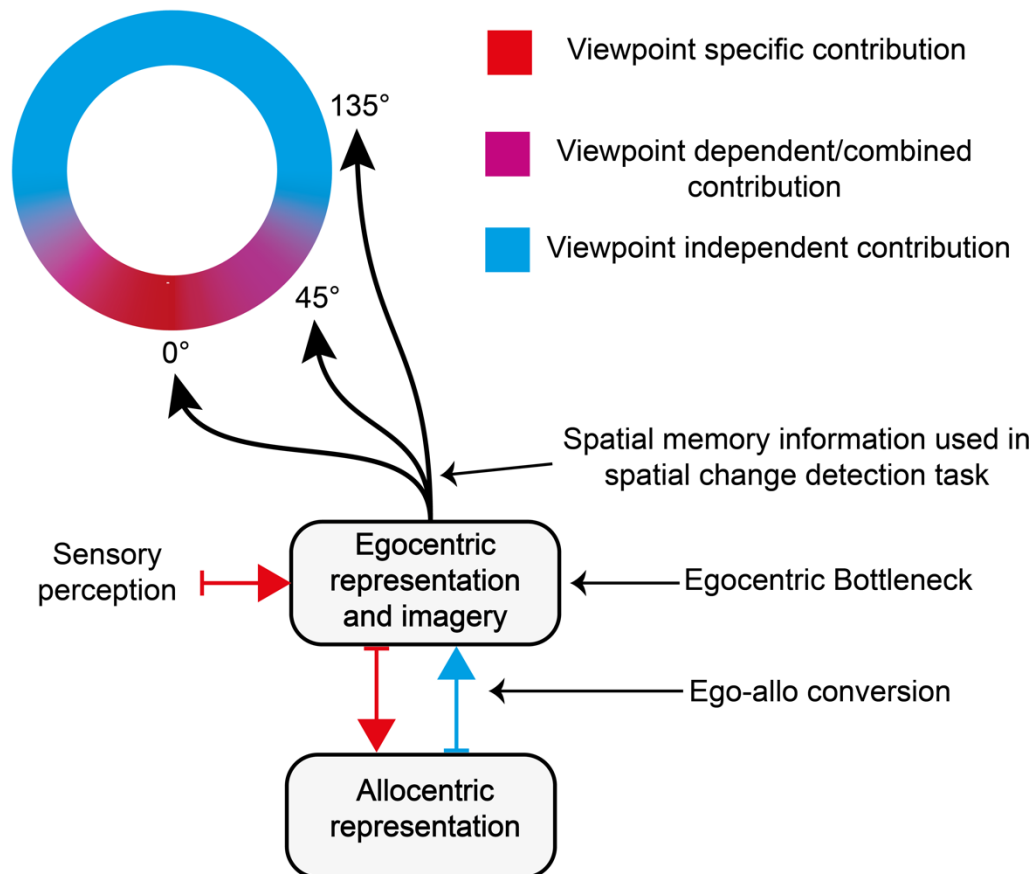 Viewpoint specific contribution
135°
Viewpoint dependent/combined
contribution
Viewpoint independent contribution
45°
0°
Spatial memory information used in
spatial change detection task
Sensory
perception
Egocentric
representation
and imagery
Egocentric Bottleneck
Ego-allo conversion
Allocentric
representation